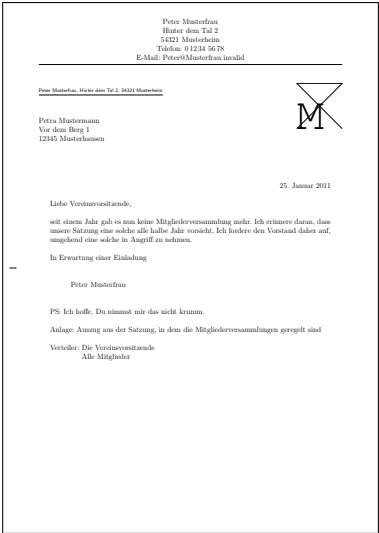 Peter Musterfrau
Hinter dem Tal 2
54321 Musterheim
Telefon: 0 12 34 56 78
E-Mail: Peter@Musterfrau.invalid
Peter Musterfrau, Hinter dem Tal 2, 54321 Musterheim
M
Petra Mustermann
Vor dem Berg 1
12345 Musterhausen
25. Januar 2011
Liebe Vereinsvorsitzende,
seit einem Jahr gab es nun keine Mitgliederversammlung mehr. Ich erinnere daran, dass
unsere Satzung eine solche alle halbe Jahr vorsieht. Ich fordere den Vorstand daher auf,
umgehend eine solche in Angriff zu nehmen.
In Erwartung einer Einladung
Peter Musterfrau
PS: Ich hoffe, Du nimmst mir das nicht krumm.
Anlage: Auszug aus der Satzung, in dem die Mitgliederversammlungen geregelt sind
Verteiler: Die Vereinsvorsitzende
Alle Mitglieder